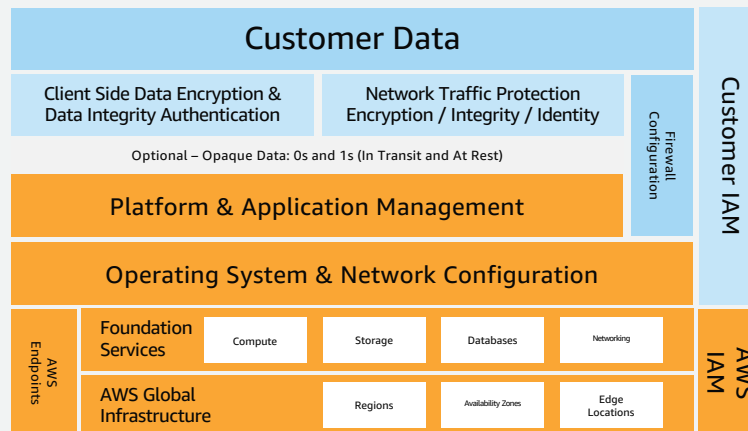 Customer Data
Client Side Data Encryption &
Data Integrity Authentication
Network Traffic Protection
Encryption / Integrity / Identity
Firewall
Configuration
Customer IAM
Optional – Opaque Data: 0s and 1s (In Transit and At Rest)
Platform & Application Management
Operating System & Network Configuration
AWS
Endpoints
Foundation
Services
Compute
Storage
Databases
Networking
AWS
IAM
AWS Global
Infrastructure
Regions
Availability Zones
Edge
Locations